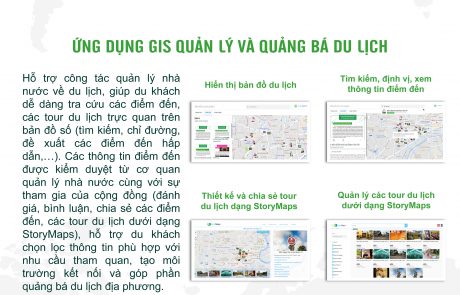 ỨNG DỤNG GIS QUẢN LÝ VÀ QUẢNG BÁ DU LỊCH
Hỗ trợ công tác quản lý nhà
nước về du lịch, giúp du khách
dễ dàng tra cứu các điểm đến,
các tour du lịch trực quan trên
bản đồ số (tìm kiếm, chỉ đường,
đề xuất các điểm đến hấp
dẫn,...). Các thông tin điểm đến
được kiểm duyệt từ cơ quan
quản lý nhà nước cùng với sự
tham gia của cộng đồng (đánh
giá, bình luận, chia sẻ các điểm
đến, các tour du lịch dưới dạng
StoryMaps), hỗ trợ du khách
chọn lọc thông tin phù hợp với
nhu cầu tham quan, tạo môi
trường kết nối và góp phần
quảng bá du lịch địa phương.
Hiển thị bản đồ du lịch
Tìm kiếm, định vị, xem
thông tin điểm đến
Thiết kế và chia sẻ tour
du lịch dạng StoryMaps
Quản lý các tour du lịch
dưới dạng StoryMaps